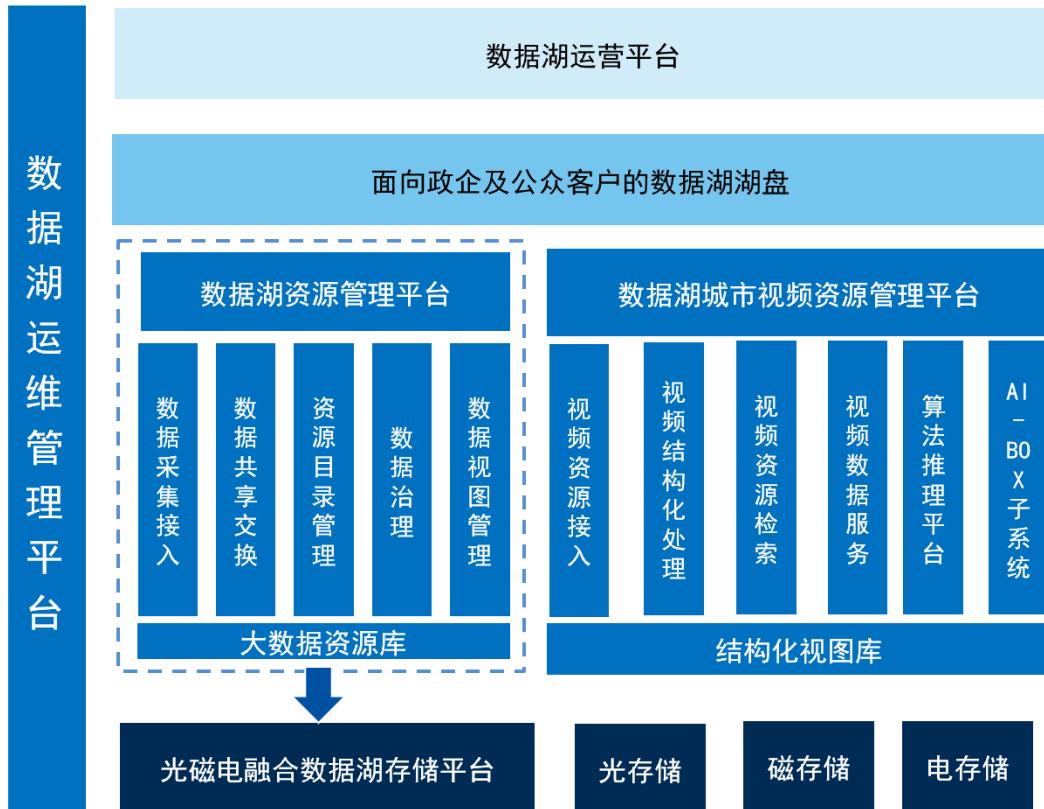 数据湖运维管理平台
数据湖运营平台
面向政企及公众客户的数据湖湖盘
数据湖资源管理平台
数据采集接入
数据共享交换
资源目录管理
数据治理
数据视图管理
大数据资源库
数据湖城市视频资源管理平台
视频资源接入
视频结构化处理
视频资源检索
视频数据服务
算法推理平台
AI-BOX子系统
结构化视图库
光磁电融合数据湖存储平台
光存储
磁存储
电存储